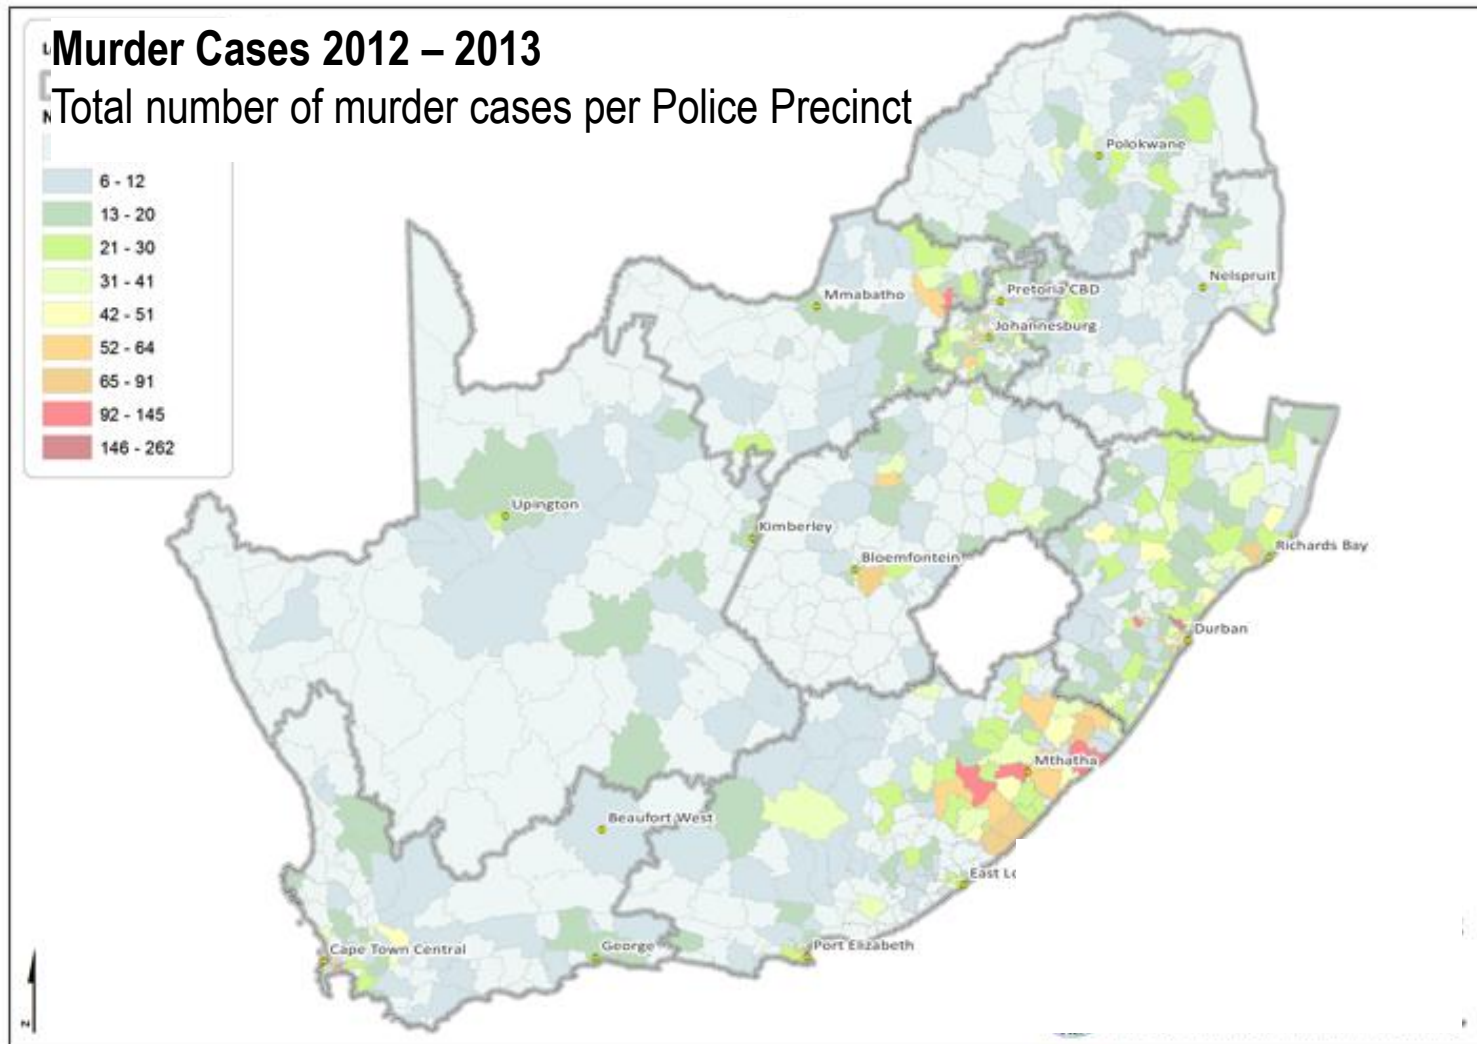 Murder Cases 2012 – 2013
Total number of murder cases per Police Precinct
6 - 12
13 - 20
21 - 30
31 - 41
42 - 51
52 - 64
65 - 91
92 - 145
146 - 262
Polokwane
Nelspruit
Pretoria CBD
Mmabatho
Johannesburg
Upington
Kimberley
Richards Bay
Bloemfontein
Durban
Mthatha
Beaufort West
East Lo
Port Elizabeth
George
Cape Town Central
N